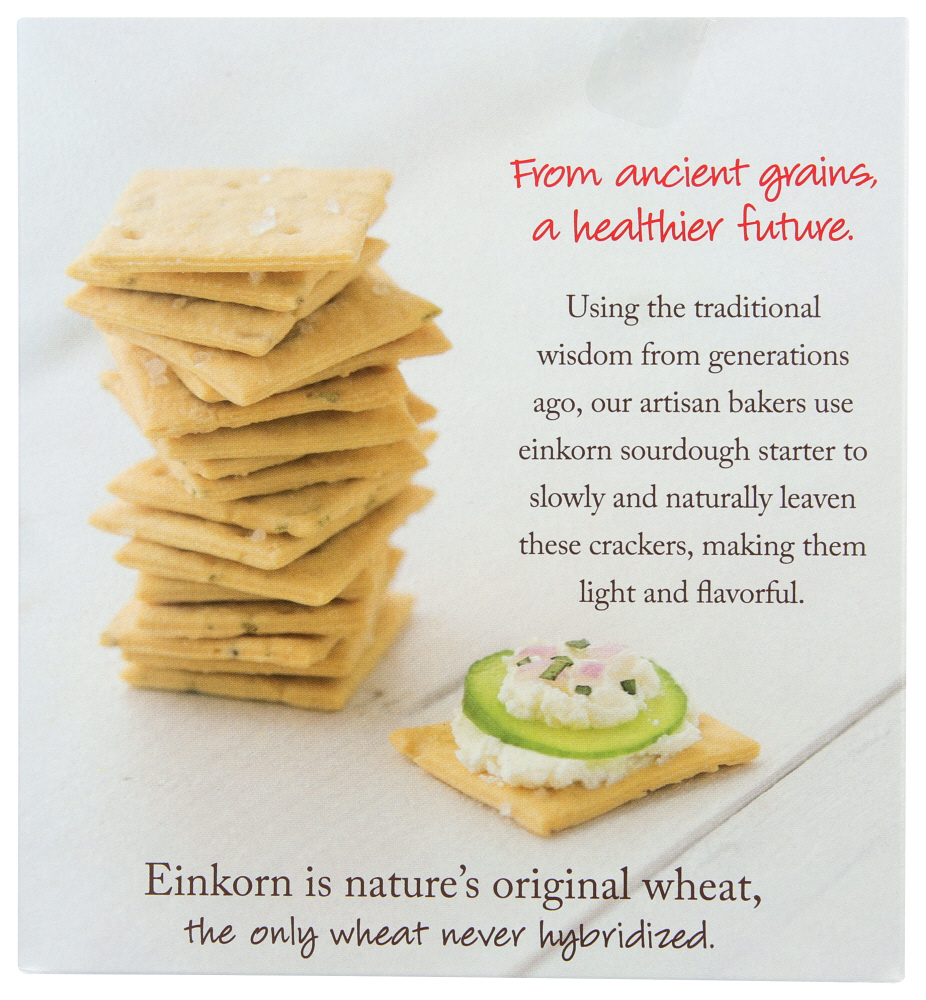 From ancient grains,
a healthier future.
Using the traditional
wisdom from generations
ago, our artisan bakers use
einkorn sourdough starter to
slowly and naturally leaven
these crackers, making them
light and flavorful.
Einkorn is nature's original wheat,
the only wheat never hybridized.